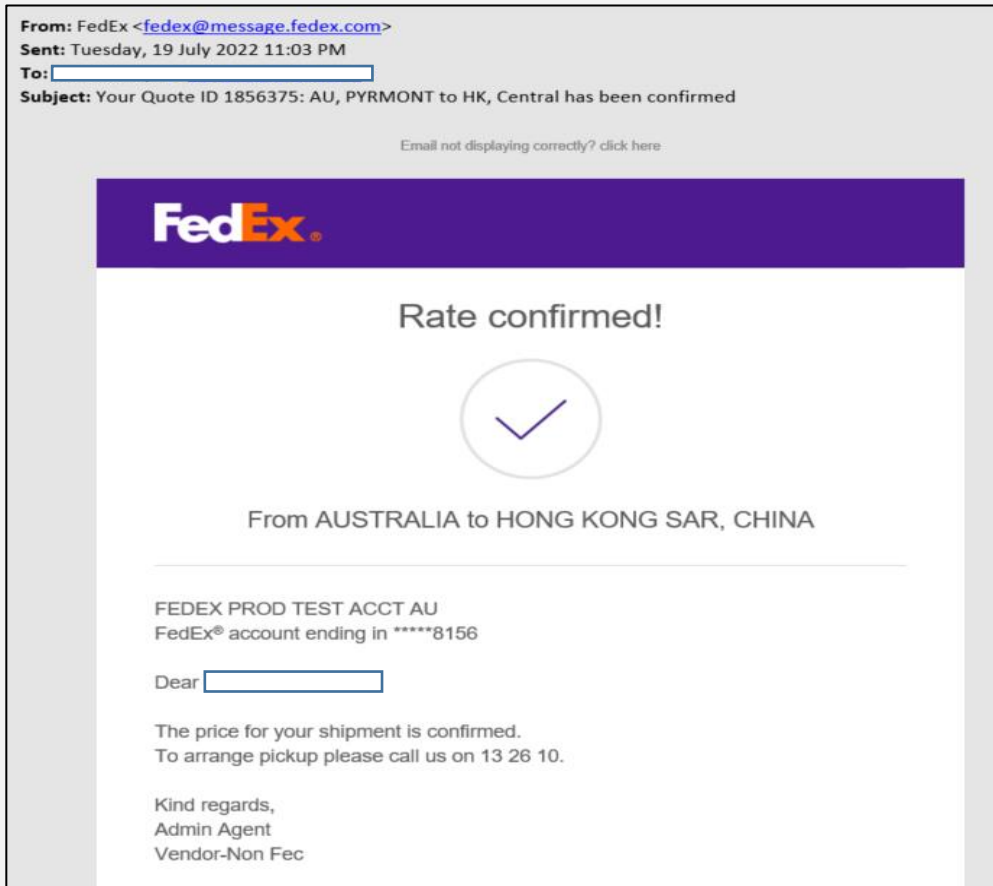 From: FedEx <fedex@message.fedex.com>
Sent: Tuesday, 19 July 2022 11:03 PM
To:
Subject: Your Quote ID 1856375: AU, PYRMONT to HK, Central has been confirmed
Email not displaying correctly? click here
FedEx®
Rate confirmed!
From AUSTRALIA to HONG KONG SAR, CHINA
FEDEX PROD TEST ACCT AU
FedEx® account ending in *****8156
Dear
The price for your shipment is confirmed.
To arrange pickup please call us on 13 26 10.
Kind regards,
Admin Agent
Vendor-Non Fec